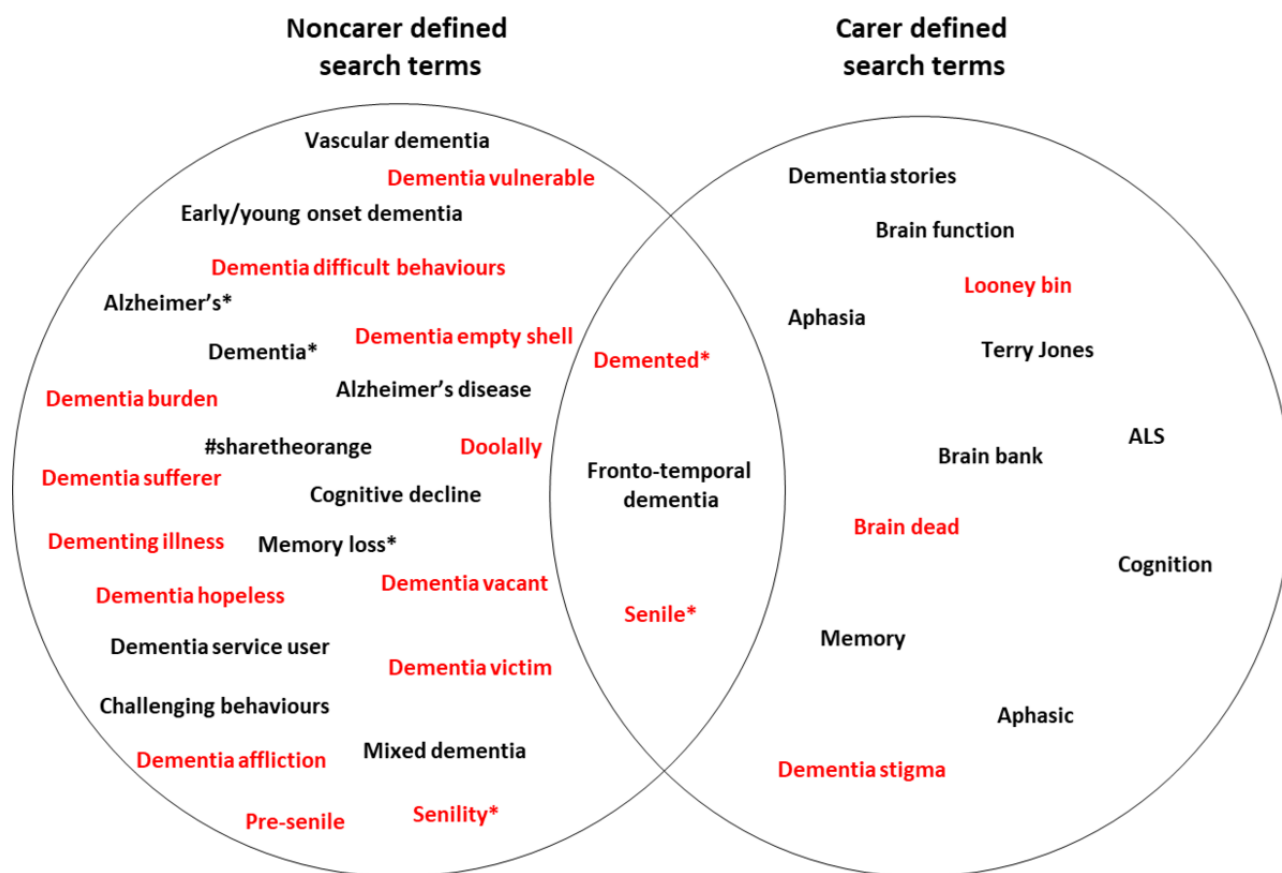 Noncarer defined
search terms
Carer defined
search terms
Vascular dementia
Dementia vulnerable
Early/young onset dementia
Dementia difficult behaviours
Alzheimer's*
Dementia empty shell
Dementia*
Alzheimer's disease
Dementia burden
#sharetheorange
Doolally
Dementia sufferer
Cognitive decline
Dementing illness
Memory loss*
Dementia vacant
Dementia hopeless
Dementia service user
Dementia victim
Challenging behaviours
Mixed dementia
Dementia affliction
Pre-senile
Senility*
Demented*
Fronto-temporal
dementia
Senile*
Dementia stories
Brain function
Looney bin
Aphasia
Terry Jones
ALS
Brain bank
Brain dead
Cognition
Memory
Aphasic
Dementia stigma